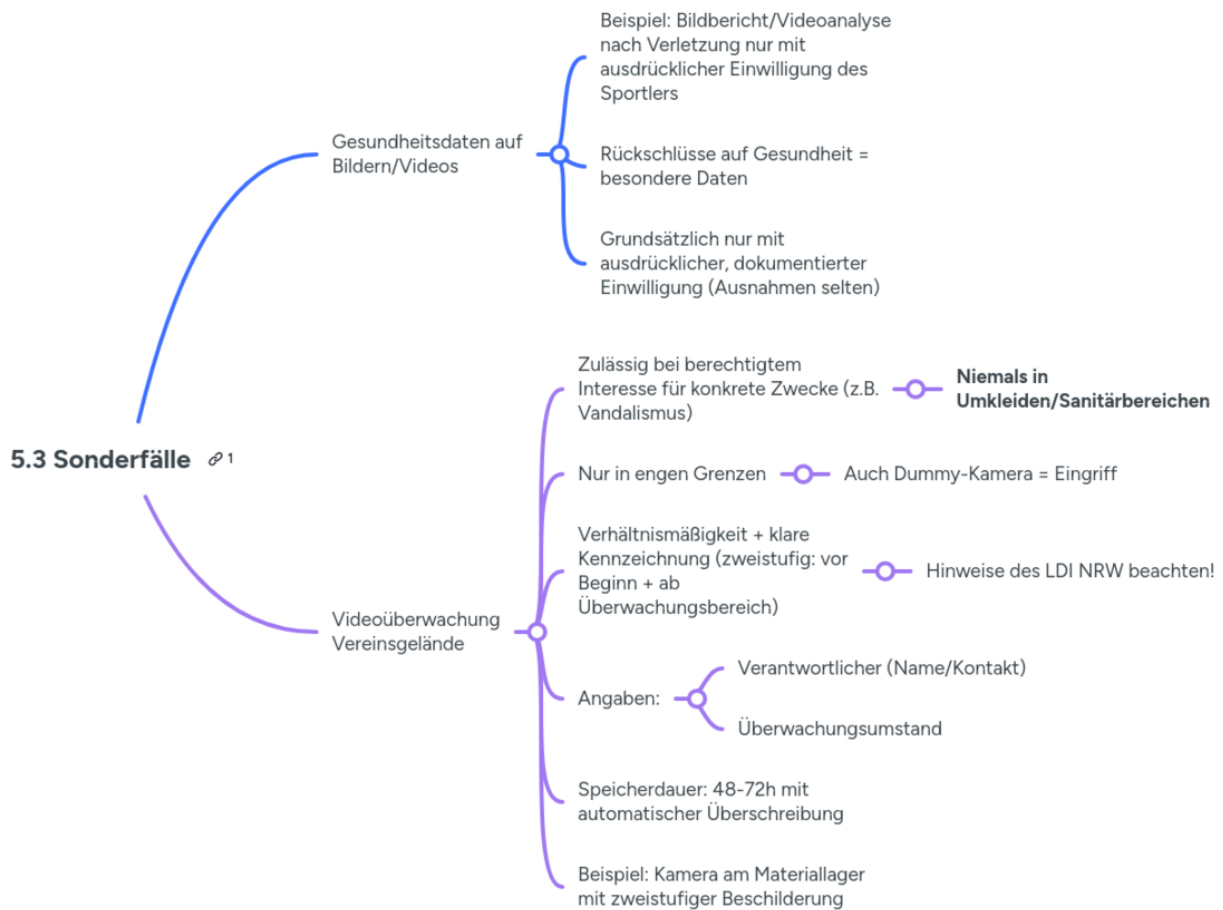 5.3 Sonderfälle 1
Gesundheitsdaten auf
Bildern/Videos
Beispiel: Bildbericht/Videoanalyse
nach Verletzung nur mit
ausdrücklicher Einwilligung des
Sportlers
Rückschlüsse auf Gesundheit =
besondere Daten
Grundsätzlich nur mit
ausdrücklicher, dokumentierter
Einwilligung (Ausnahmen selten)
Videoüberwachung
Vereinsgelände
Zulässig bei berechtigtem
Interesse für konkrete Zwecke (z.B.
Vandalismus)
Niemals in
Umkleiden/Sanitärbereichen
Nur in engen Grenzen
Auch Dummy-Kamera = Eingriff
Verhältnismäßigkeit + klare
Kennzeichnung (zweistufig: vor
Beginn + ab
Überwachungsbereich)
Hinweise des LDI NRW beachten!
Angaben:
Verantwortlicher (Name/Kontakt)
Überwachungsumstand
Speicherdauer: 48-72h mit
automatischer Überschreibung
Beispiel: Kamera am Materiallager
mit zweistufiger Beschilderung